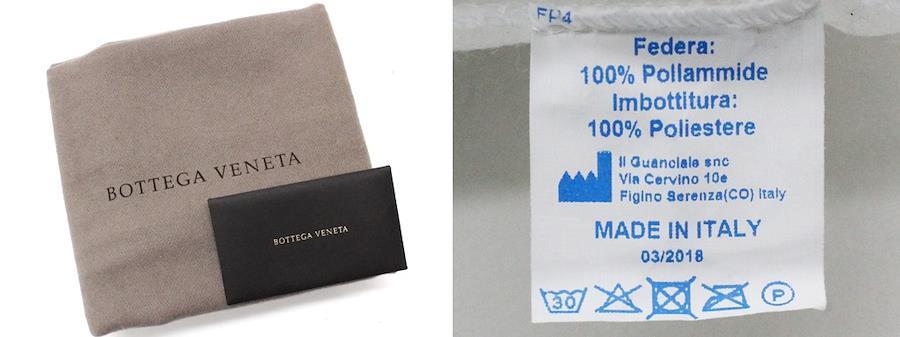 BOTTEGA VENETA
BOTTEGA VENETA
FP4
Federa:
100% Pollammide
Imbottitura:
100% Poliestere
Il Guanciale snc
Via Cervino 10e
Figino Serenza(CO) Italy
MADE IN ITALY
03/2018
30
P